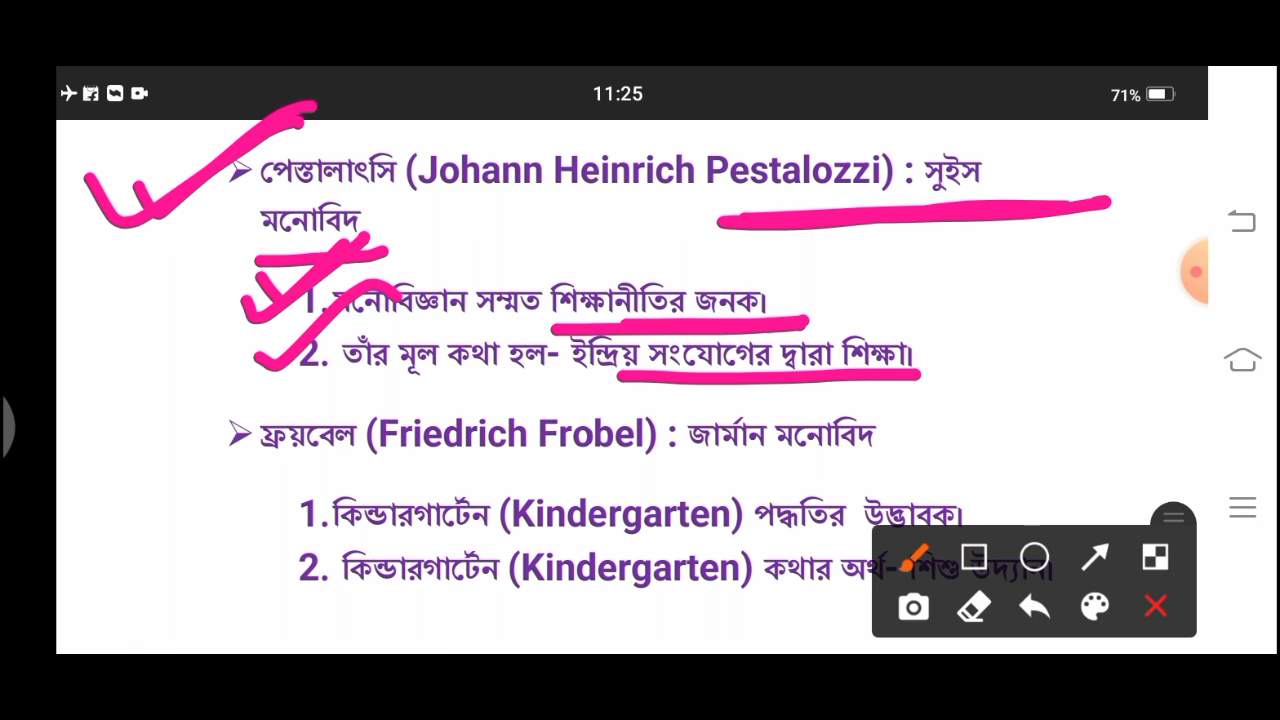 11:25
71%
➢ পেস্তালাৎসি (Johann Heinrich Pestalozzi) : সুইস
মনোবিদ
1.মনোবিজ্ঞান সম্মত শিক্ষানীতির জনক।
2. তাঁর মূল কথা হল- ইন্দ্রিয় সংযোগের দ্বারা শিক্ষা।
➢ ফ্রয়বেল (Friedrich Frobel) : জার্মান মনোবিদ
1.কিন্ডারগার্টেন (Kindergarten) পদ্ধতির উদ্ভাবক।
2. কিন্ডারগার্টেন (Kindergarten) কথার অর্থ- শিশু উদ্যান।